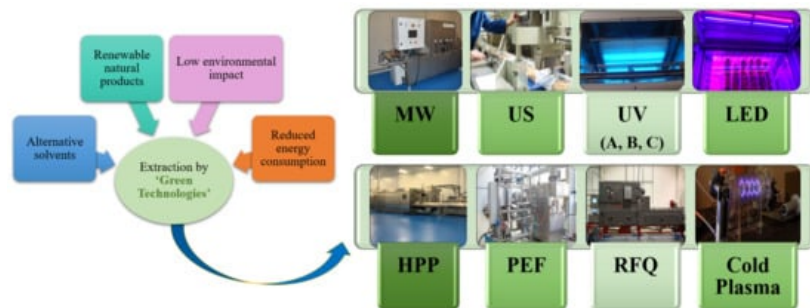 Renewable
natural
products
Low environmental
impact
Alternative
solvents
Reduced
energy
consumption
Extraction by
‘Green
Technologies’
MW
US
UV
(A, B, C)
LED
HPP
PEF
RFQ
Cold
Plasma